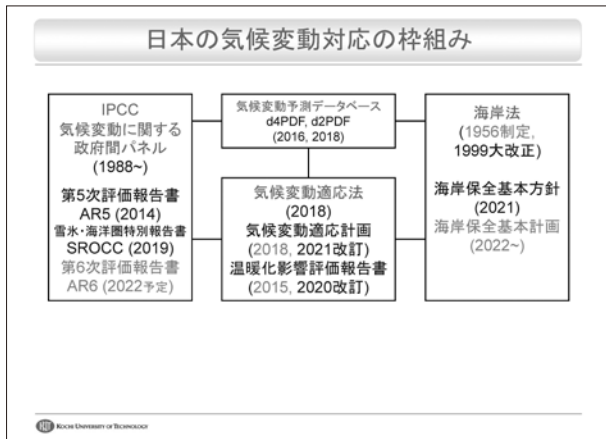 日本の気候変動対応の枠組み
IPCC
気候変動に関する
政府間パネル
(1988~)
第5次評価報告書
AR5 (2014)
雪氷・海洋圏特別報告書
SROCC (2019)
第6次評価報告書
AR6 (2022予定)
気候変動予測データベース
d4PDF, d2PDF
(2016, 2018)
気候変動適応法
(2018)
気候変動適応計画
(2018, 2021改訂)
温暖化影響評価報告書
(2015, 2020改訂)
海岸法
(1956制定,
1999大改正)
海岸保全基本方針
(2021)
海岸保全基本計画
(2022~)
KOCHI UNIVERSITY OF TECHNOLOGY